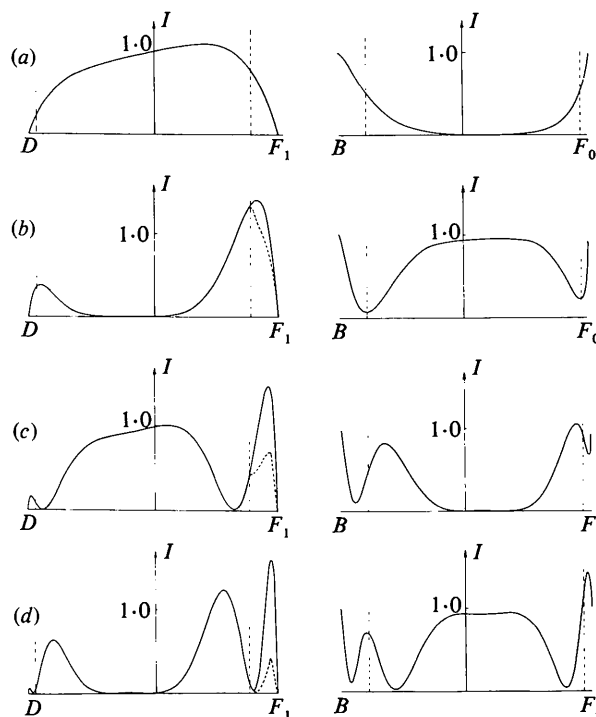 (a) I 1·0 D F₁ I 1·0 B F₀
(b) I 1·0 D F₁ I 1·0 B F₀
(c) I 1·0 D F₁ I 1·0 B F
(d) I 1·0 D F₁ I 1·0 B F